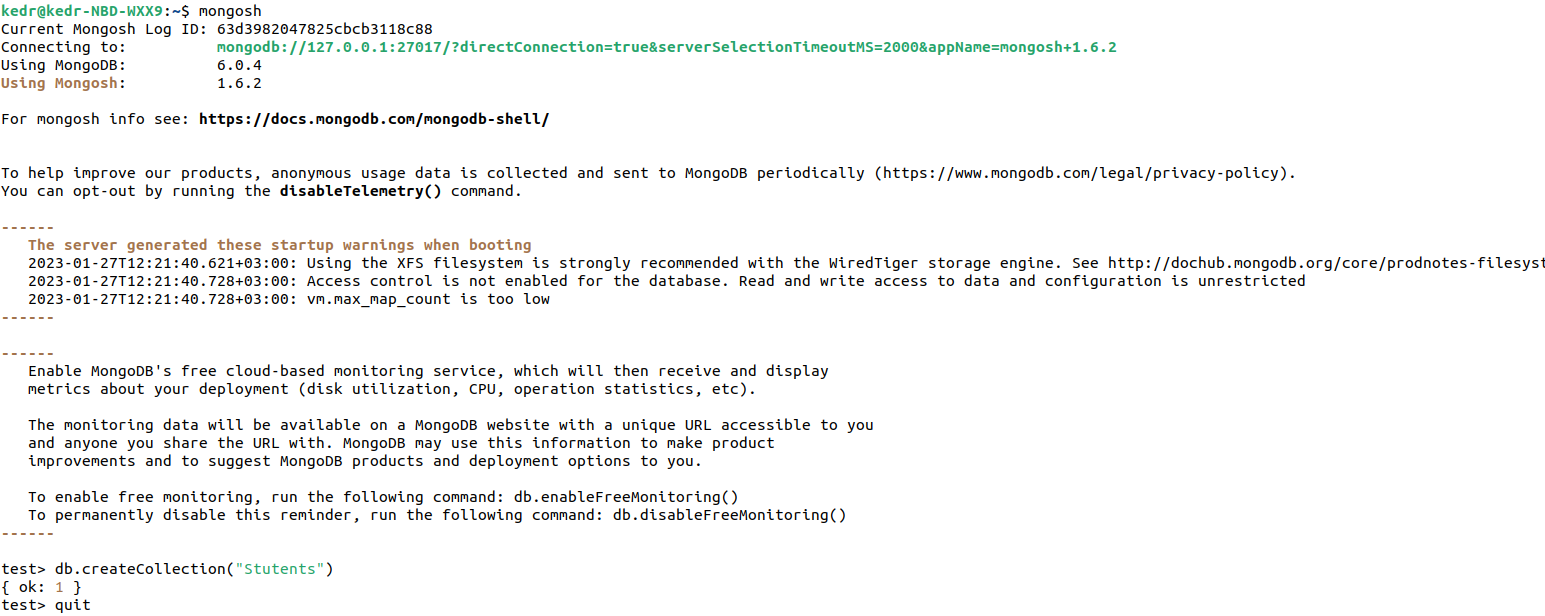 kedr@kedr-NBD-WXX9:~$ mongosh
Current Mongosh Log ID: 63d3982047825cbcb3118c88
Connecting to:          mongodb://127.0.0.1:27017/?directConnection=true&serverSelectionTimeoutMS=2000&appName=mongosh+1.6.2
Using MongoDB:          6.0.4
Using Mongosh:          1.6.2
For mongosh info see: https://docs.mongodb.com/mongodb-shell/
To help improve our products, anonymous usage data is collected and sent to MongoDB periodically (https://www.mongodb.com/legal/privacy-policy).
You can opt-out by running the disableTelemetry() command.
------
   The server generated these startup warnings when booting
   2023-01-27T12:21:40.621+03:00: Using the XFS filesystem is strongly recommended with the WiredTiger storage engine. See http://dochub.mongodb.org/core/prodnotes-filesyst
   2023-01-27T12:21:40.728+03:00: Access control is not enabled for the database. Read and write access to data and configuration is unrestricted
   2023-01-27T12:21:40.728+03:00: vm.max_map_count is too low
------
------
   Enable MongoDB's free cloud-based monitoring service, which will then receive and display
   metrics about your deployment (disk utilization, CPU, operation statistics, etc).
   The monitoring data will be available on a MongoDB website with a unique URL accessible to you
   and anyone you share the URL with. MongoDB may use this information to make product
   improvements and to suggest MongoDB products and deployment options to you.
   To enable free monitoring, run the following command: db.enableFreeMonitoring()
   To permanently disable this reminder, run the following command: db.disableFreeMonitoring()
------
test> db.createCollection("Stutents")
{ ok: 1 }
test> quit